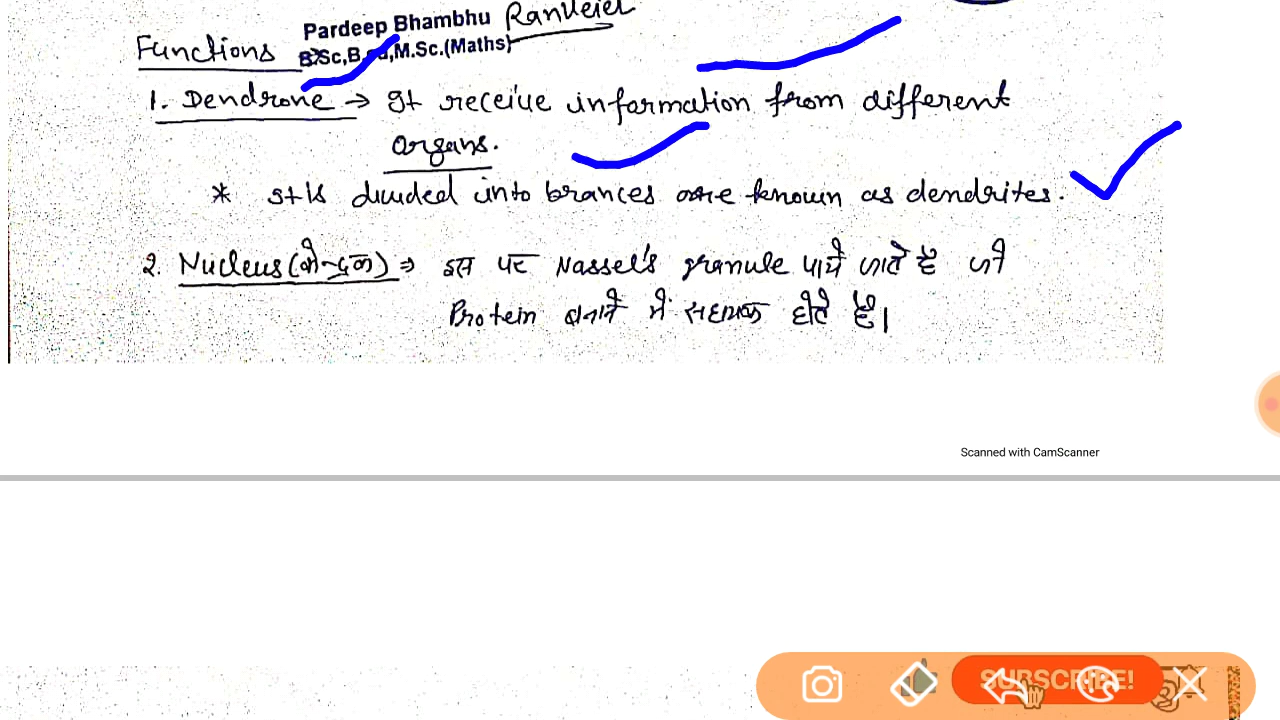 Ranvier
Pardeep Bhambhu
Functions B.Sc,B.Ed,M.Sc.(Maths)
1. Dendrone → It receive information from different
organs.
* It is divided into brances are known as dendrites.
2. Nucleus (केन्द्रक) ⇒ इस पर Nassel's granule पाये जाते है जो
Protein बनाने में सहायक होते है।
Scanned with CamScanner
SUBSCRIBE!